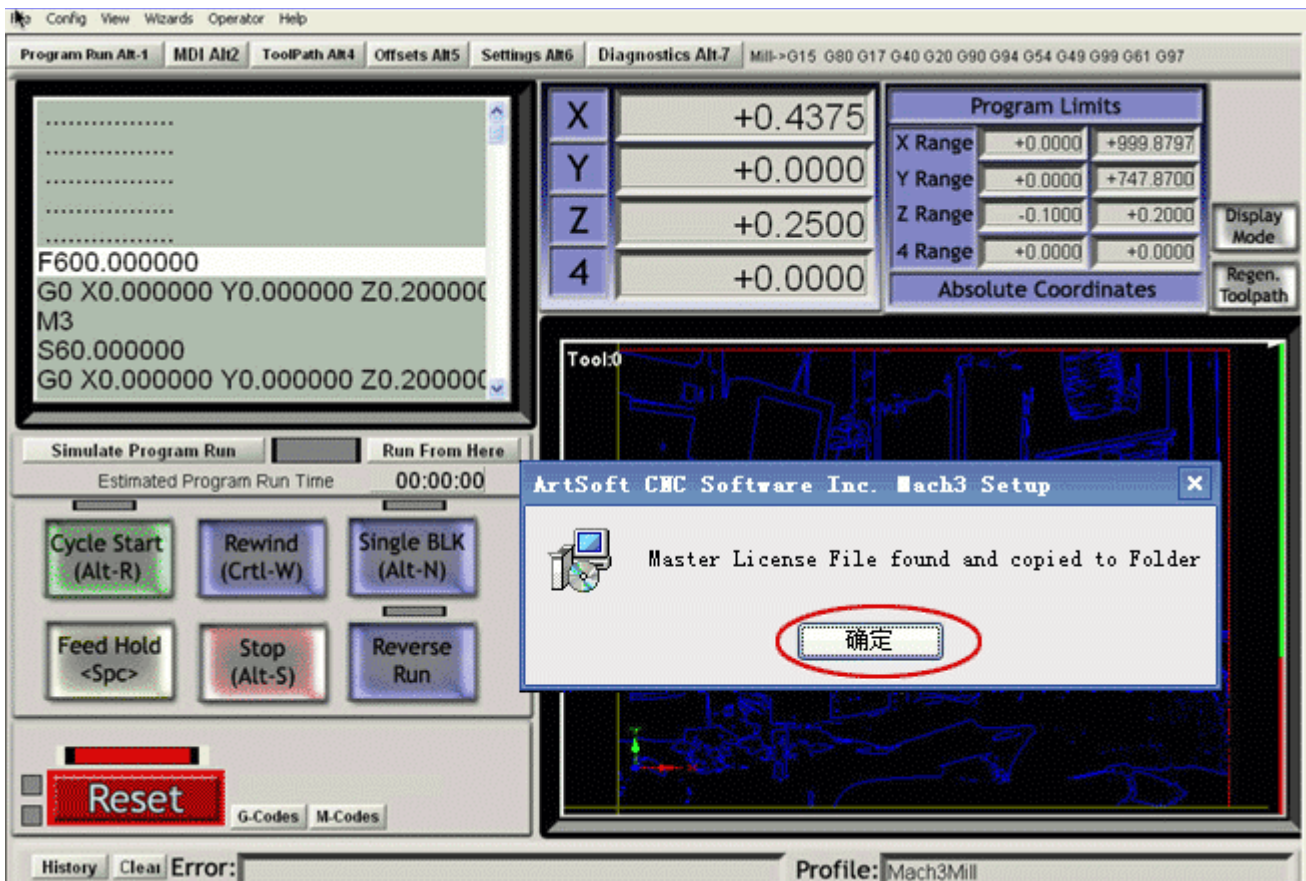 Config View Wizards Operator Help
Program Run Alt-1 MDI Alt2 ToolPath Alt4 Offsets Alt5 Settings Alt6 Diagnostics Alt-7 Mill->G15 G80 G17 G40 G20 G90 G94 G54 G49 G99 G61 G97
................
................
................
................
................
F600.000000
G0 X0.000000 Y0.000000 Z0.200000
M3
S60.000000
G0 X0.000000 Y0.000000 Z0.200000
X +0.4375
Y +0.0000
Z +0.2500
4 +0.0000
Program Limits
X Range +0.0000 +999.8797
Y Range +0.0000 +747.8700
Z Range -0.1000 +0.2000
4 Range +0.0000 +0.0000
Absolute Coordinates
Display
Mode
Regen.
Toolpath
Tool:0
Simulate Program Run Run From Here
Estimated Program Run Time 00:00:00
Cycle Start
(Alt-R)
Rewind
(Crtl-W)
Single BLK
(Alt-N)
Feed Hold
<Spc>
Stop
(Alt-S)
Reverse
Run
ArtSoft CNC Software Inc. Mach3 Setup
Master License File found and copied to Folder
确定
Reset
G-Codes M-Codes
History Clear Error:
Profile: Mach3Mill